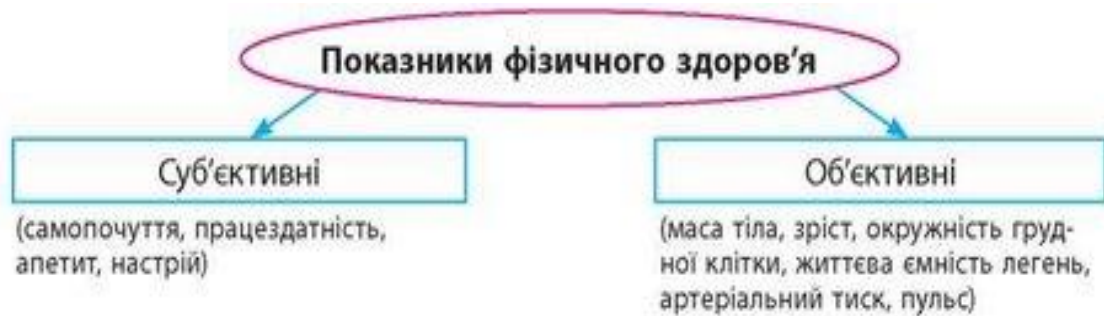 Показники фізичного здоров'я
Суб'єктивні
(самопочуття, працездатність,
апетит, настрій)
Об'єктивні
(маса тіла, зріст, окружність груд-
ної клітки, життєва ємність легень,
артеріальний тиск, пульс)